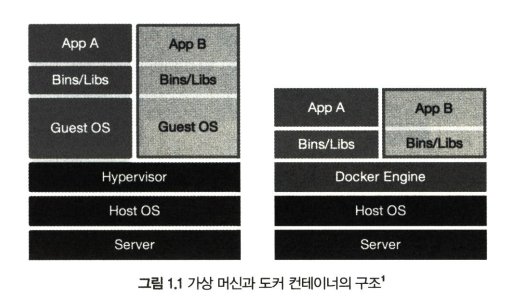 App A
App B
Bins/Libs
Bins/Libs
Guest OS
Guest OS
Hypervisor
Host OS
Server
App A
App B
Bins/Libs
Bins/Libs
Docker Engine
Host OS
Server
그림 1.1 가상 머신과 도커 컨테이너의 구조¹